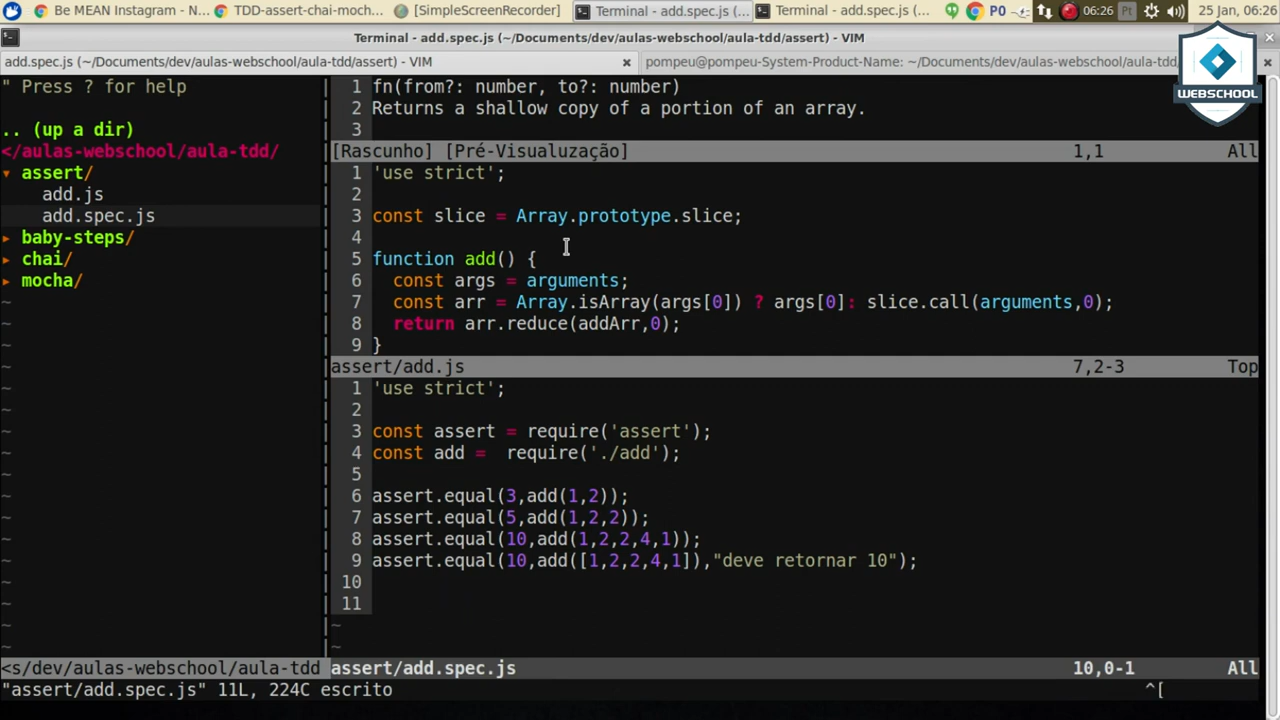 Be MEAN Instagram - N...
TDD-assert-chai-moch...
[SimpleScreenRecorder]
Terminal - add.spec.js (...
Terminal - add.spec.js (...
P0
06:26
Pt
25 Jan, 06:26
Terminal - add.spec.js (~/Documents/dev/aulas-webschool/aula-tdd/assert) - VIM
add.spec.js (~/Documents/dev/aulas-webschool/aula-tdd/assert) - VIM
pompeu@pompeu-System-Product-Name: ~/Documents/dev/aulas-webschool/aula-tdd/
WEBSCHOOL
" Press ? for help
.. (up a dir)
</aulas-webschool/aula-tdd/
▾ assert/
add.js
add.spec.js
▸ baby-steps/
▸ chai/
▸ mocha/
1 fn(from?: number, to?: number)
2 Returns a shallow copy of a portion of an array.
3
[Rascunho] [Pré-Visualuzação] 1,1 All
1 'use strict';
2
3 const slice = Array.prototype.slice;
4
5 function add() {
6 const args = arguments;
7 const arr = Array.isArray(args[0]) ? args[0]: slice.call(arguments,0);
8 return arr.reduce(addArr,0);
9 }
assert/add.js 7,2-3 Top
1 'use strict';
2
3 const assert = require('assert');
4 const add =  require('./add');
5
6 assert.equal(3,add(1,2));
7 assert.equal(5,add(1,2,2));
8 assert.equal(10,add(1,2,2,4,1));
9 assert.equal(10,add([1,2,2,4,1]),"deve retornar 10");
10
11
~
~
<s/dev/aulas-webschool/aula-tdd assert/add.spec.js 10,0-1 All
"assert/add.spec.js" 11L, 224C escrito ^[